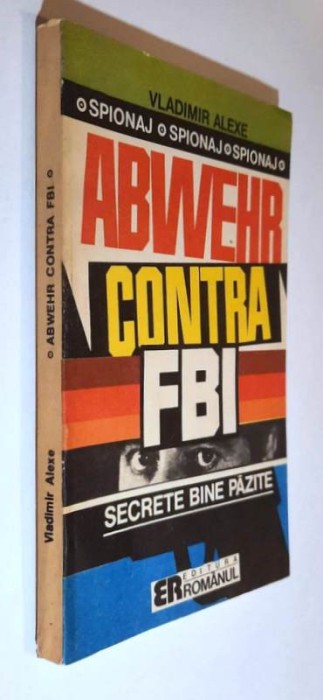 VLADIMIR ALEXE
⊙ SPIONAJ ⊙ SPIONAJ ⊙ SPIONAJ ⊙
ABWEHR
CONTRA
FBI
SECRETE BINE PĂZITE
ER EDITURA
ROMÂNUL
Vladimir Alexe ⊙ ABWEHR CONTRA FBI ⊙